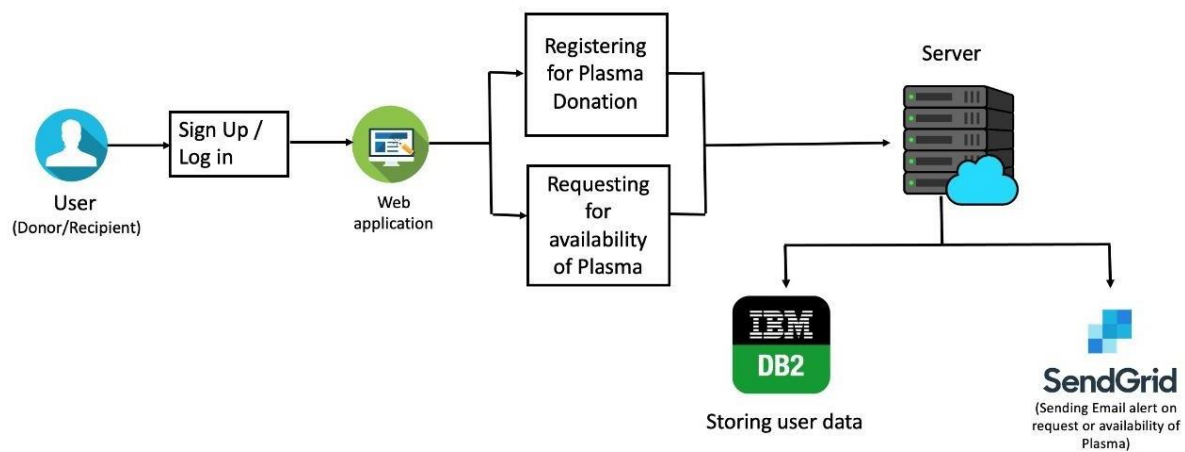 User
(Donor/Recipient)
Sign Up /
Log in
Web
application
Registering
for Plasma
Donation
Requesting
for
availability
of Plasma
Server
IBM
DB2
Storing user data
SendGrid
(Sending Email alert on
request or availability of
Plasma)